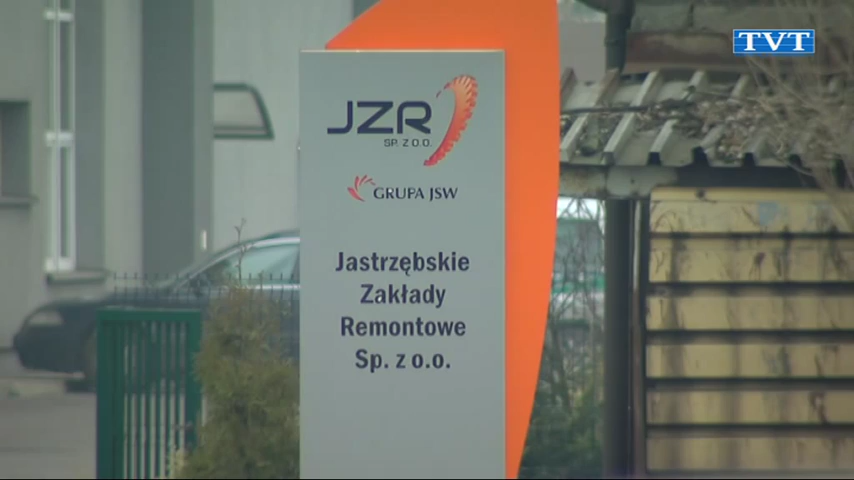 TVT
JZR
SP. Z O.O.
GRUPA JSW
Jastrzębskie
Zakłady
Remontowe
Sp. z o.o.